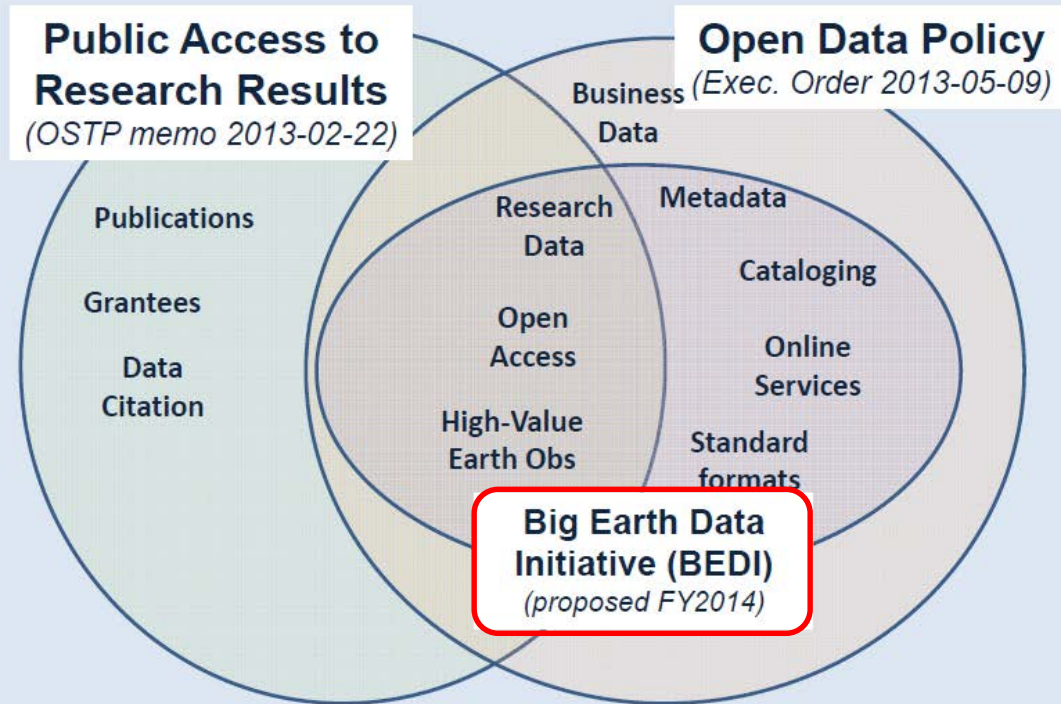 Public Access to
Research Results
(OSTP memo 2013-02-22)
Open Data Policy
(Exec. Order 2013-05-09)
Business
Data
Publications
Grantees
Data
Citation
Research
Data
Open
Access
High-Value
Earth Obs
Metadata
Cataloging
Online
Services
Standard
formats
Big Earth Data
Initiative (BEDI)
(proposed FY2014)